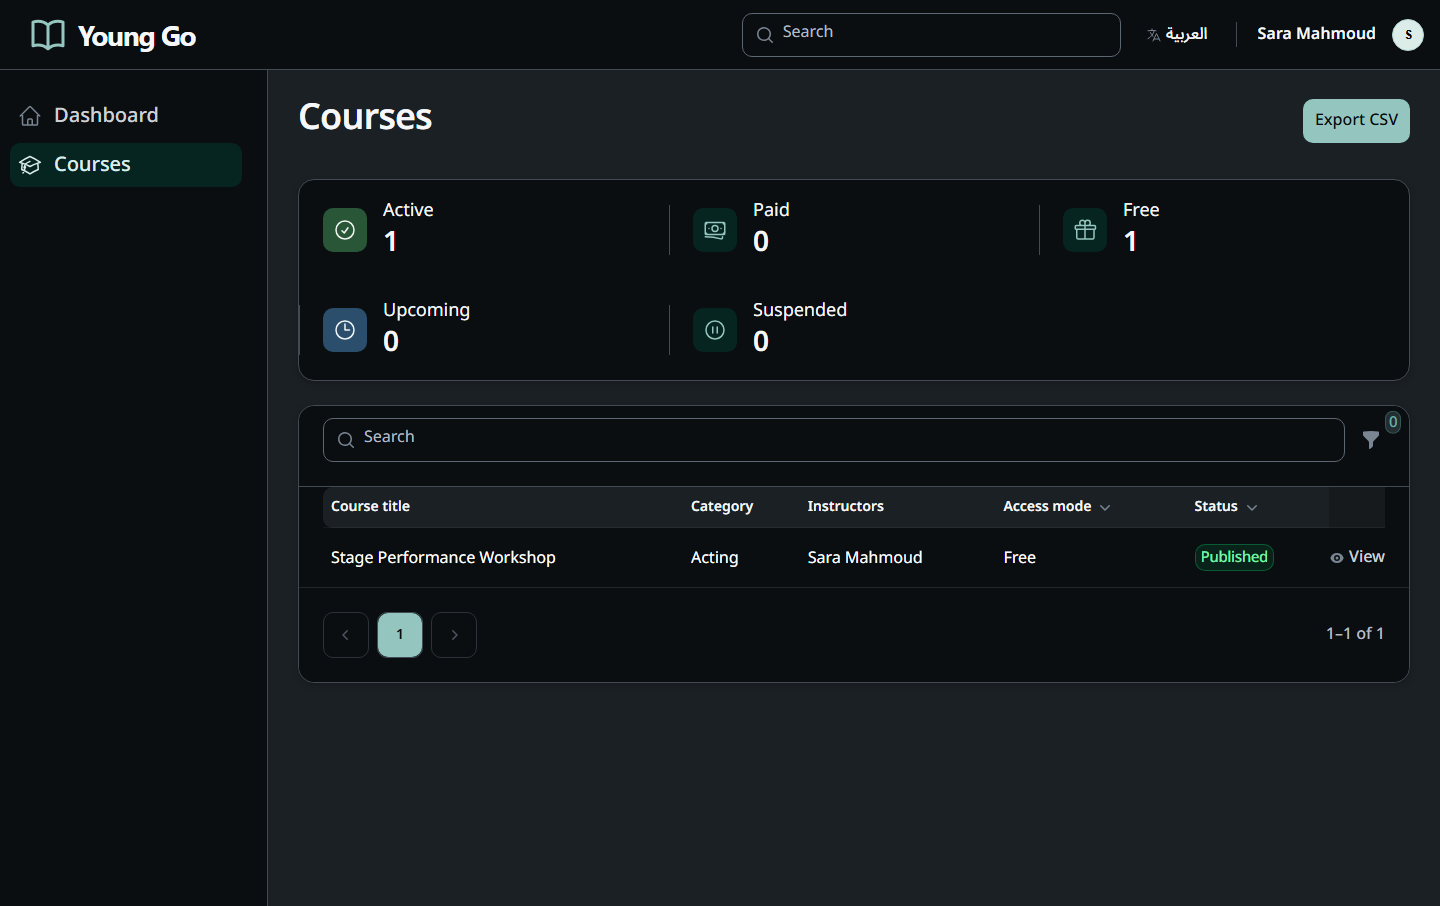 Young Go
Search
العربية
Sara Mahmoud
S
Dashboard
Courses
Courses
Export CSV
Active
1
Paid
0
Free
1
Upcoming
0
Suspended
0
Search
0
Course title Category Instructors Access mode Status
Stage Performance Workshop Acting Sara Mahmoud Free Published View
1
1–1 of 1